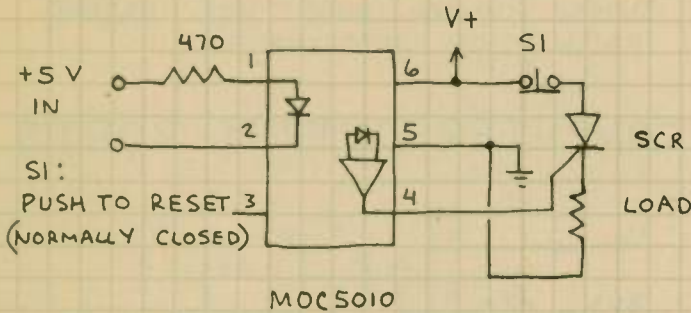 470
+5 V
IN
1
2
S1:
PUSH TO RESET
(NORMALLY CLOSED)
3
6
5
4
V+
S1
SCR
LOAD
MOC5010